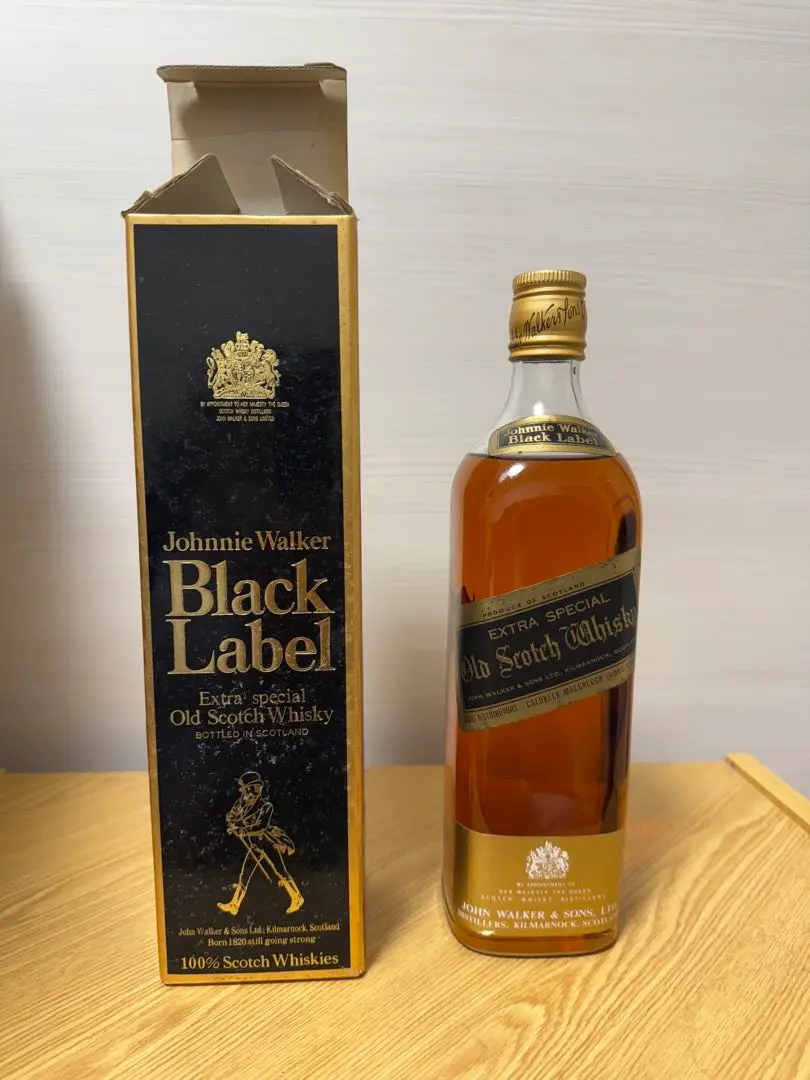 BY APPOINTMENT TO HER MAJESTY THE QUEEN
SCOTCH WHISKY DISTILLERS
JOHN WALKER & SONS LIMITED
Johnnie Walker
Black
Label
Extra special
Old Scotch Whisky
BOTTLED IN SCOTLAND
John Walker & Sons Ltd., Kilmarnock, Scotland
Born 1820 still going strong
100% Scotch Whiskies
Walker & Sons
Johnnie Walker
Black Label
PRODUCE OF SCOTLAND
EXTRA SPECIAL
Old Scotch Whisky
JOHN WALKER & SONS LTD., KILMARNOCK,
DISTRIBUTORS:- CALDBECK MACGREGOR
BY APPOINTMENT TO
HER MAJESTY THE QUEEN
SCOTCH WHISKY DISTILLERS
JOHN WALKER & SONS, LTD
DISTILLERS, KILMARNOCK, SCOTLAND